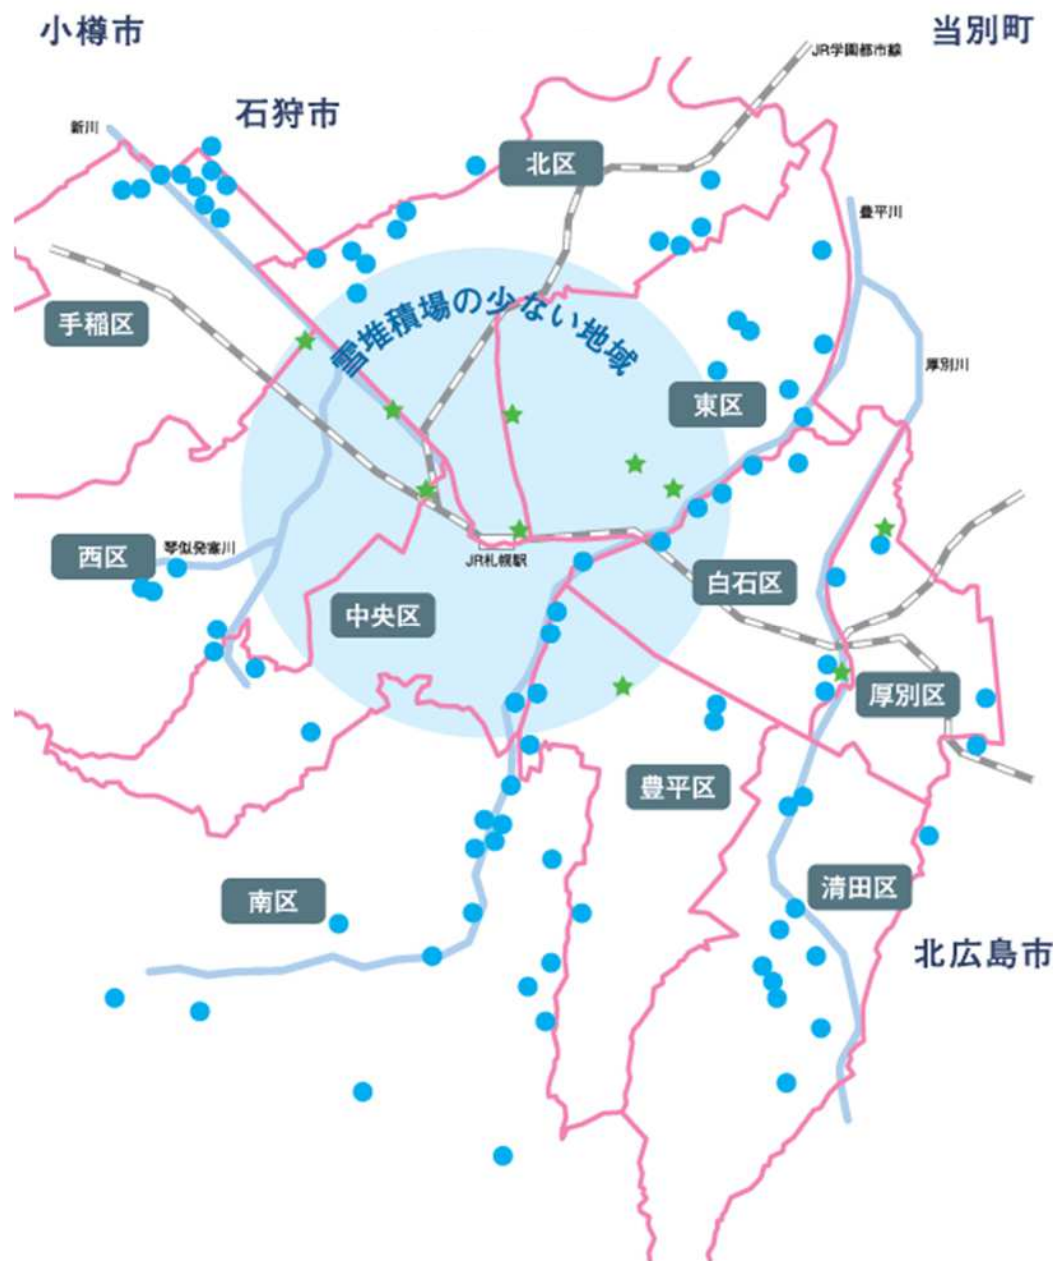 小樽市
当別町
JR学園都市線
石狩市
新川
北区
豊平川
雪堆積場の少ない地域
手稲区
厚別川
東区
西区
琴似発寒川
JR札幌駅
白石区
中央区
厚別区
豊平区
清田区
南区
北広島市